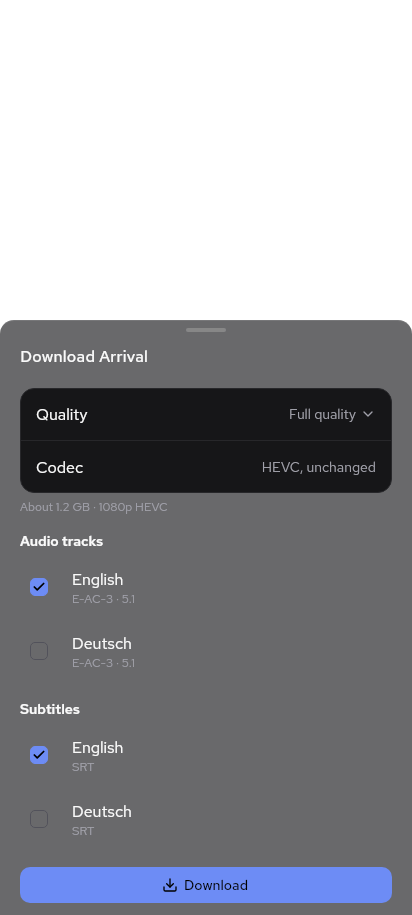 Download Arrival
Quality
Full quality
Codec
HEVC, unchanged
About 1.2 GB · 1080p HEVC
Audio tracks
English
E-AC-3 · 5.1
Deutsch
E-AC-3 · 5.1
Subtitles
English
SRT
Deutsch
SRT
Download